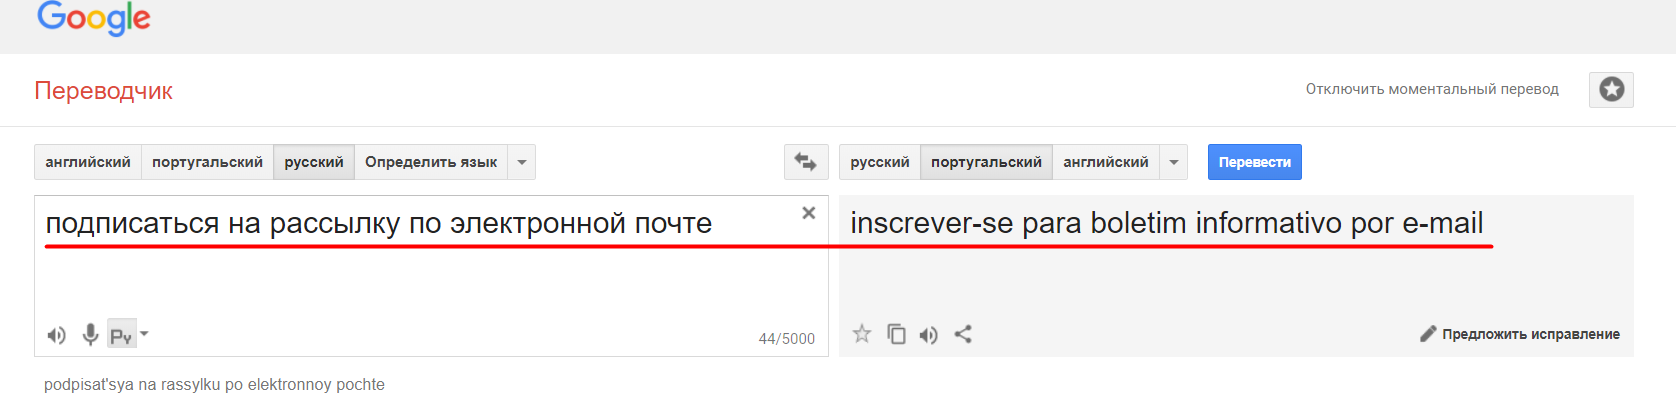 Google
Переводчик
Отключить моментальный перевод
английский португальский русский Определить язык
русский португальский английский Перевести
подписаться на рассылку по электронной почте
inscrever-se para boletim informativo por e-mail
Ру
44/5000
Предложить исправление
podpisat'sya na rassylku po elektronnoy pochte